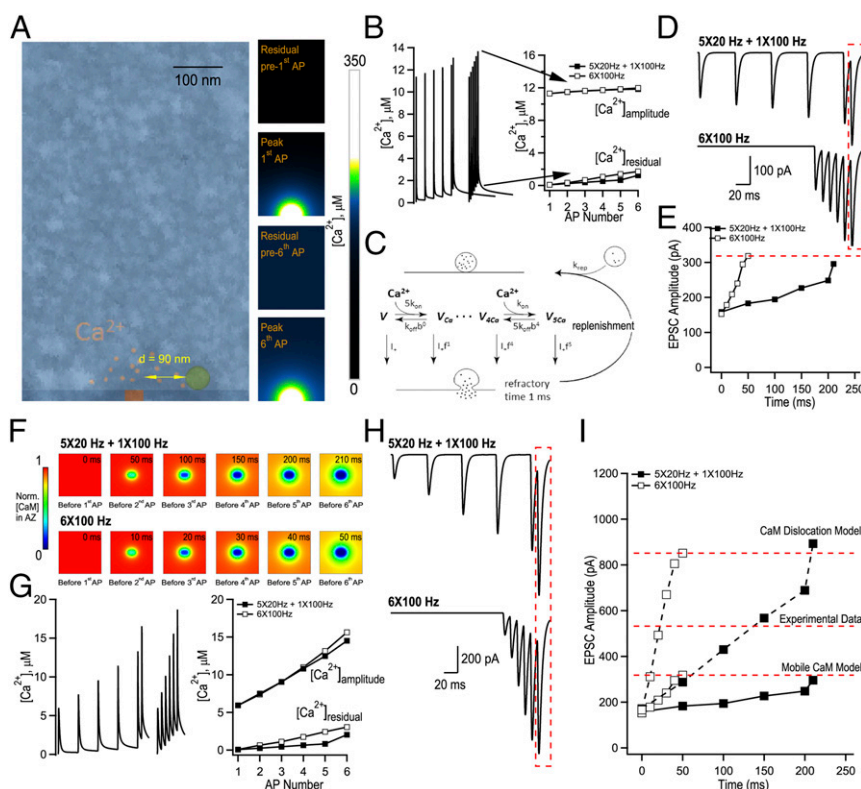 A
100 nm
Ca²⁺
d = 90 nm
Residual
pre-1st AP
Peak
1st AP
Residual
pre-6th
AP
Peak
6th AP
350
[Ca²⁺], μM
0
B
14
12
10
8
6
4
2
0
[Ca²⁺], μM
16
12
8
4
0
[Ca²⁺], μM
5X20Hz + 1X100Hz
6X100Hz
[Ca²⁺]amplitude
[Ca²⁺]residual
1 2 3 4 5 6
AP Number
C
krep
Ca²⁺ Ca²⁺
5kon kon
V VCa ··· V4Ca V5Ca
koffb⁰ 5koffb⁴
replenishment
refractory
time 1 ms
D
5X20 Hz + 1X100Hz
6X100 Hz
100 pA
20 ms
E
5X20Hz + 1X100Hz
6X100Hz
400
300
200
100
0
EPSC Amplitude (pA)
0 50 100 150 200 250
Time (ms)
F
5X20 Hz + 1X100Hz
1
Norm.
[CaM]
in AZ
0
0 ms 50 ms 100 ms 150 ms 200 ms 210 ms
Before 1st AP Before 2nd AP Before 3rd AP Before 4th AP Before 5th AP Before 6th AP
6X100 Hz
0 ms 10 ms 20 ms 30 ms 40 ms 50 ms
Before 1st AP Before 2nd AP Before 3rd AP Before 4th AP Before 5th AP Before 6th AP
G
20
15
10
5
0
[Ca²⁺], μM
20
15
10
5
0
[Ca²⁺], μM
5X20Hz + 1X100Hz
6X100Hz
[Ca²⁺]amplitude
[Ca²⁺]residual
1 2 3 4 5 6
AP Number
H
5X20 Hz + 1X100Hz
6X100 Hz
200 pA
20 ms
I
5X20Hz + 1X100Hz
6X100Hz
1200
1000
800
600
400
200
0
EPSC Amplitude (pA)
CaM Dislocation Model
Experimental Data
Mobile CaM Model
0 50 100 150 200 250
Time (ms)